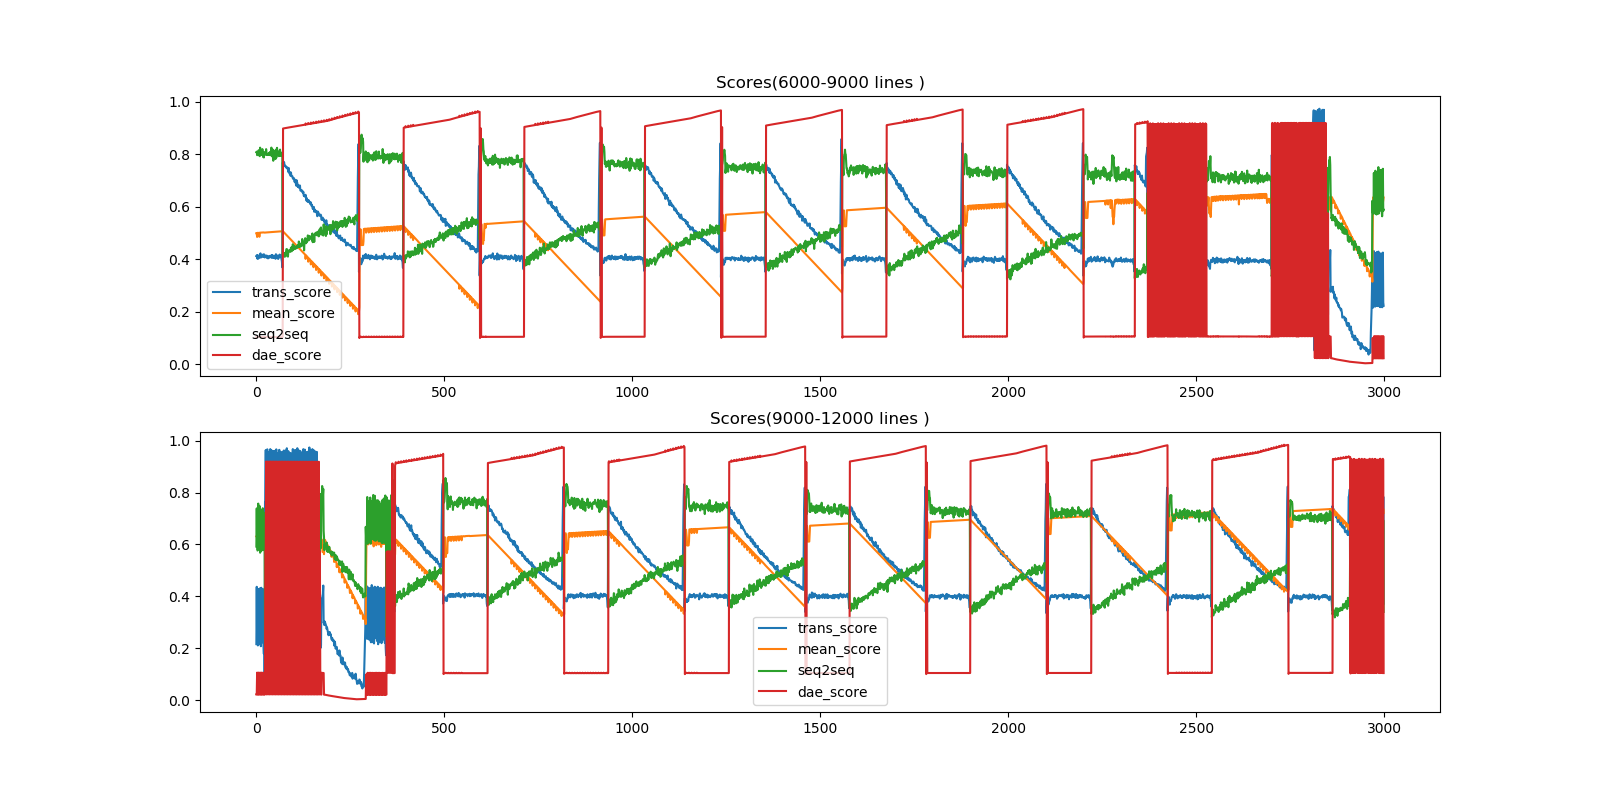 Scores(6000-9000 lines )
1.0
0.8
0.6
0.4
0.2
0.0
trans_score
mean_score
seq2seq
dae_score
0 500 1000 1500 2000 2500 3000
Scores(9000-12000 lines )
1.0
0.8
0.6
0.4
0.2
0.0
trans_score
mean_score
seq2seq
dae_score
0 500 1000 1500 2000 2500 3000